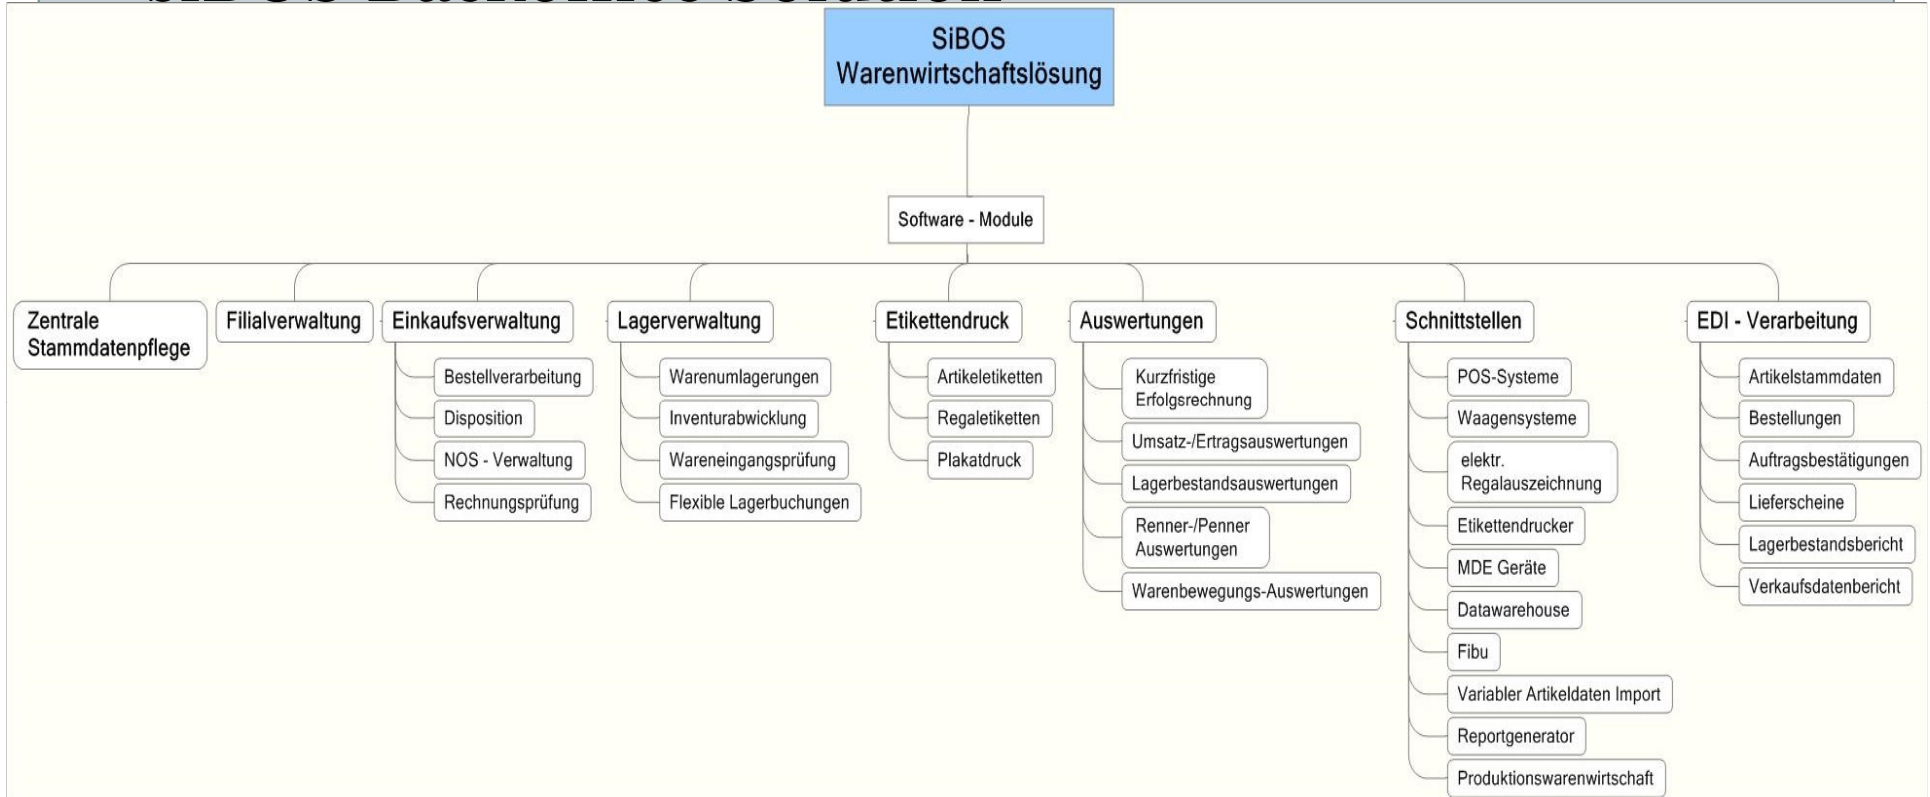 SiBOS
Warenwirtschaftslösung
Software - Module
Zentrale
Stammdatenpflege
Filialverwaltung
Einkaufsverwaltung
Bestellverarbeitung
Disposition
NOS - Verwaltung
Rechnungsprüfung
Lagerverwaltung
Warenumlagerungen
Inventurabwicklung
Wareneingangsprüfung
Flexible Lagerbuchungen
Etikettendruck
Artikeletiketten
Regaletiketten
Plakatdruck
Auswertungen
Kurzfristige
Erfolgsrechnung
Umsatz-/Ertragsauswertungen
Lagerbestandsauswertungen
Renner-/Penner
Auswertungen
Warenbewegungs-Auswertungen
Schnittstellen
POS-Systeme
Waagensysteme
elektr.
Regalauszeichnung
Etikettendrucker
MDE Geräte
Datawarehouse
Fibu
Variabler Artikeldaten Import
Reportgenerator
Produktionswarenwirtschaft
EDI - Verarbeitung
Artikelstammdaten
Bestellungen
Auftragsbestätigungen
Lieferscheine
Lagerbestandsbericht
Verkaufsdatenbericht